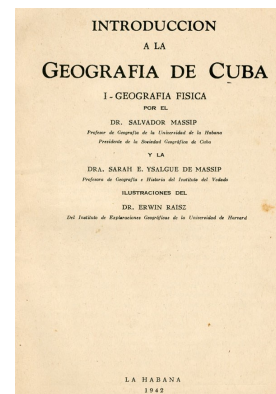 INTRODUCCION
A LA
GEOGRAFIA DE CUBA
I - GEOGRAFIA FISICA
POR EL
DR. SALVADOR MASSIP
Profesor de Geografía de la Universidad de la Habana
Presidente de la Sociedad Geográfica de Cuba
Y LA
DRA. SARAH E. YSALGUE DE MASSIP
Profesora de Geografía e Historia del Instituto del Vedado
ILUSTRACIONES DEL
DR. ERWIN RAISZ
Del Instituto de Exploraciones Geográficas de la Universidad de Harvard
LA HABANA
1942